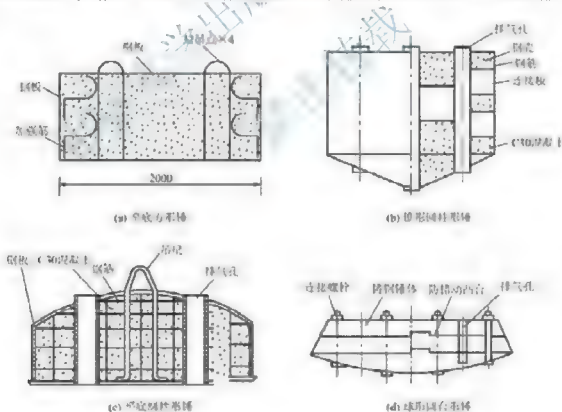 钢板
吊钩点×4
钢板
加强筋
2000
(a) 平底方形锤
排气孔
钢壳
钢筋
连接板
C30混凝土
(b) 锥形圆柱形锤
钢板
C30混凝土
钢筋
吊尾
排气孔
(c) 平底圆柱形锤
连接螺栓
铸钢锤体
防错动凸台
排气孔
(d) 球形圆台形锤